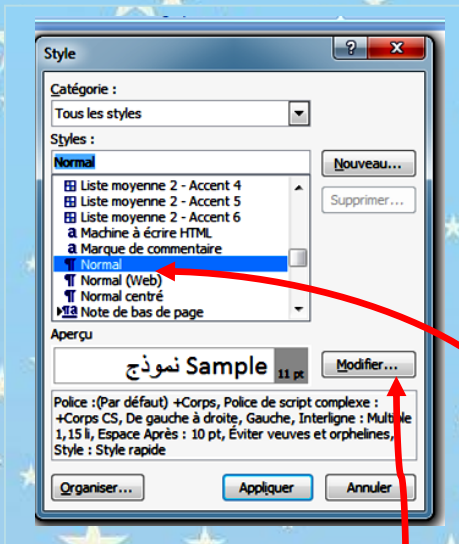 Style
Catégorie :
Tous les styles
Styles :
Normal
Nouveau...
Liste moyenne 2 - Accent 4
Liste moyenne 2 - Accent 5
Supprimer...
Liste moyenne 2 - Accent 6
a Machine à écrire HTML
a Marque de commentaire
¶ Normal
¶ Normal (Web)
¶ Normal centré
¶a Note de bas de page
Aperçu
نموذج Sample 11 pt
Modifier...
Police :(Par défaut) +Corps, Police de script complexe :
+Corps CS, De gauche à droite, Gauche, Interligne : Multiple
1,15 li, Espace Après : 10 pt, Éviter veuves et orphelines,
Style : Style rapide
Organiser...
Appliquer
Annuler